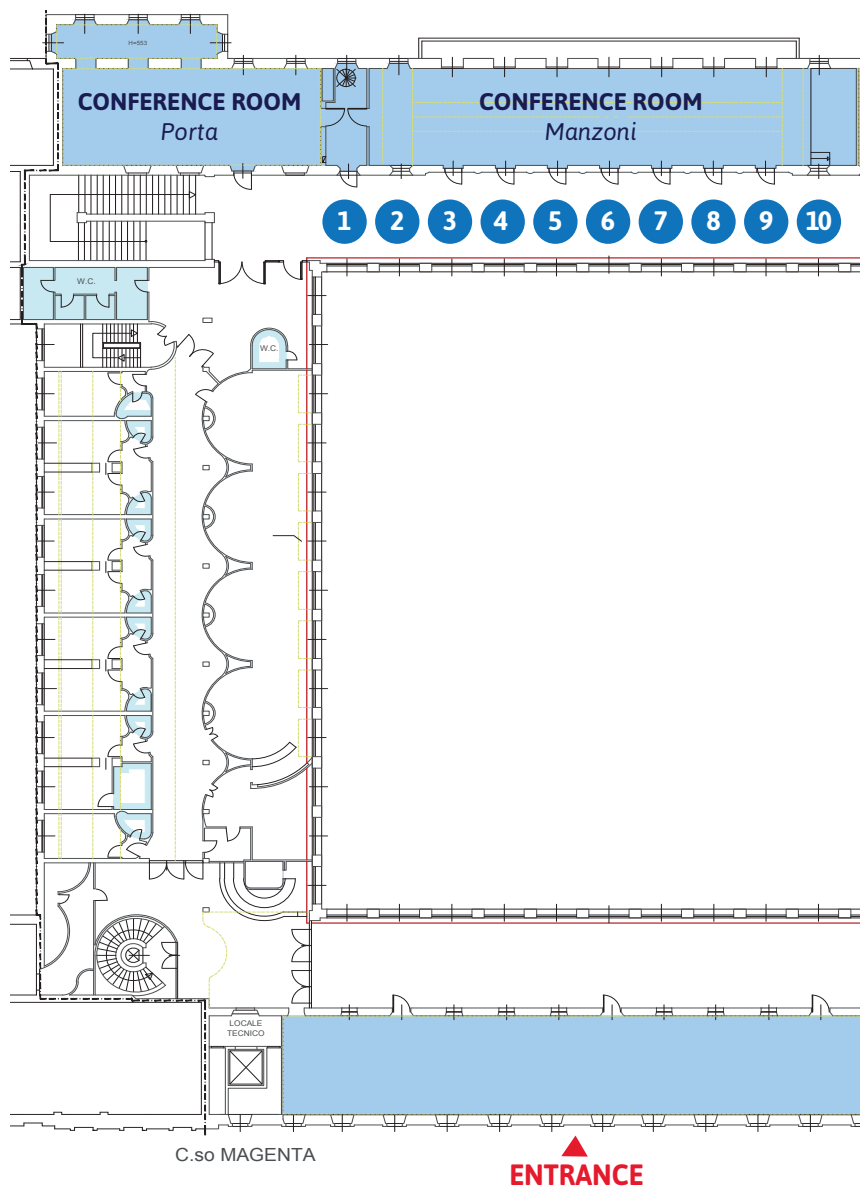 H=553
CONFERENCE ROOM
Porta
CONFERENCE ROOM
Manzoni
1 2 3 4 5 6 7 8 9 10
W.C.
W.C.
LOCALE
TECNICO
C.so MAGENTA
ENTRANCE